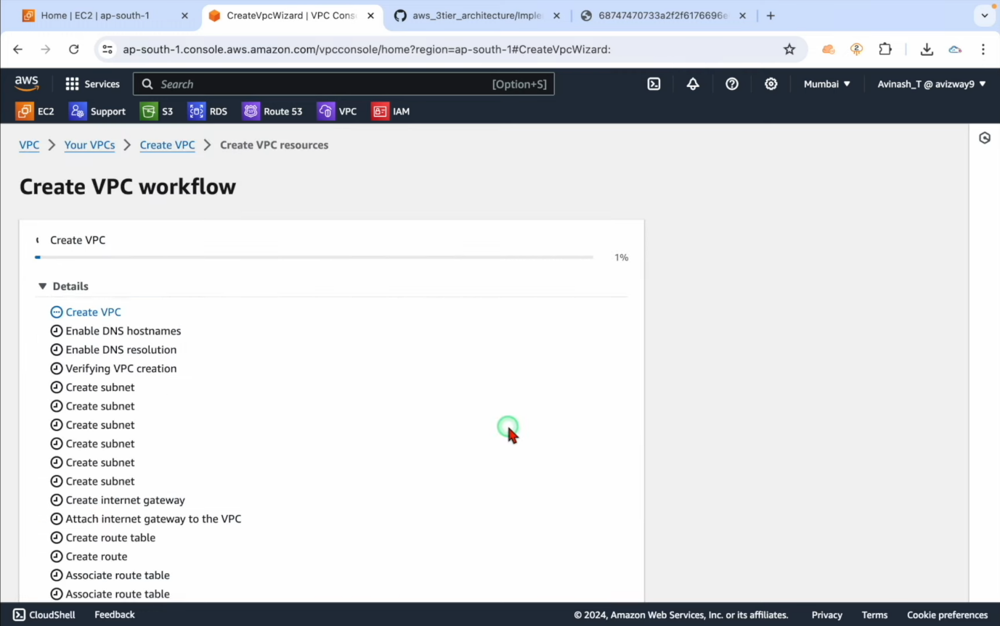 Home | EC2 | ap-south-1
CreateVpcWizard | VPC Cons
aws_3tier_architecture/Imple
68747470733a2f2f6176696e
ap-south-1.console.aws.amazon.com/vpcconsole/home?region=ap-south-1#CreateVpcWizard:
2
aws
Services
Search
[Option+S]
Mumbai
Avinash_T @ avizway9
EC2
Support
S3
RDS
Route 53
VPC
IAM
VPC
Your VPCs
Create VPC
Create VPC resources
Create VPC workflow
Create VPC
1%
Details
Create VPC
Enable DNS hostnames
Enable DNS resolution
Verifying VPC creation
Create subnet
Create subnet
Create subnet
Create subnet
Create subnet
Create subnet
Create internet gateway
Attach internet gateway to the VPC
Create route table
Create route
Associate route table
Associate route table
CloudShell
Feedback
© 2024, Amazon Web Services, Inc. or its affiliates.
Privacy
Terms
Cookie preferences